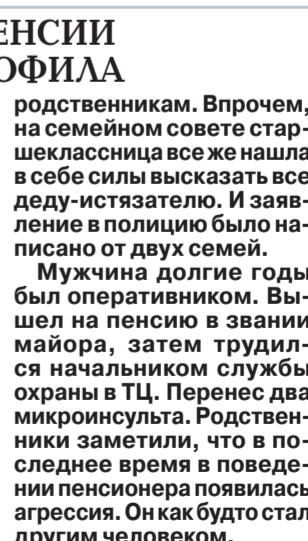 ЕНСИИ
ОФИЛА
родственникам. Впрочем,
на семейном совете стар-
шеклассница все же нашла
в себе силы высказать все
деду-истязателю. И заяв-
ление в полицию было на-
писано от двух семей.
Мужчина долгие годы
был оперативником. Вы-
шел на пенсию в звании
майора, затем трудил-
ся начальником службы
охраны в ТЦ. Перенес два
микроинсульта. Родствен-
ники заметили, что в по-
следнее время в поведе-
нии пенсионера появилась
агрессия. Он как будто стал
другим человеком.